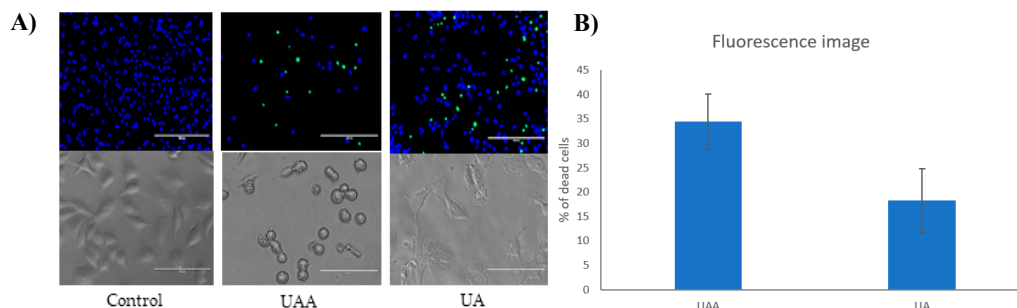 A)
Control
UAA
UA
B)
Fluorescence image
% of dead cells
45
40
35
30
25
20
15
10
5
0
UAA
UA